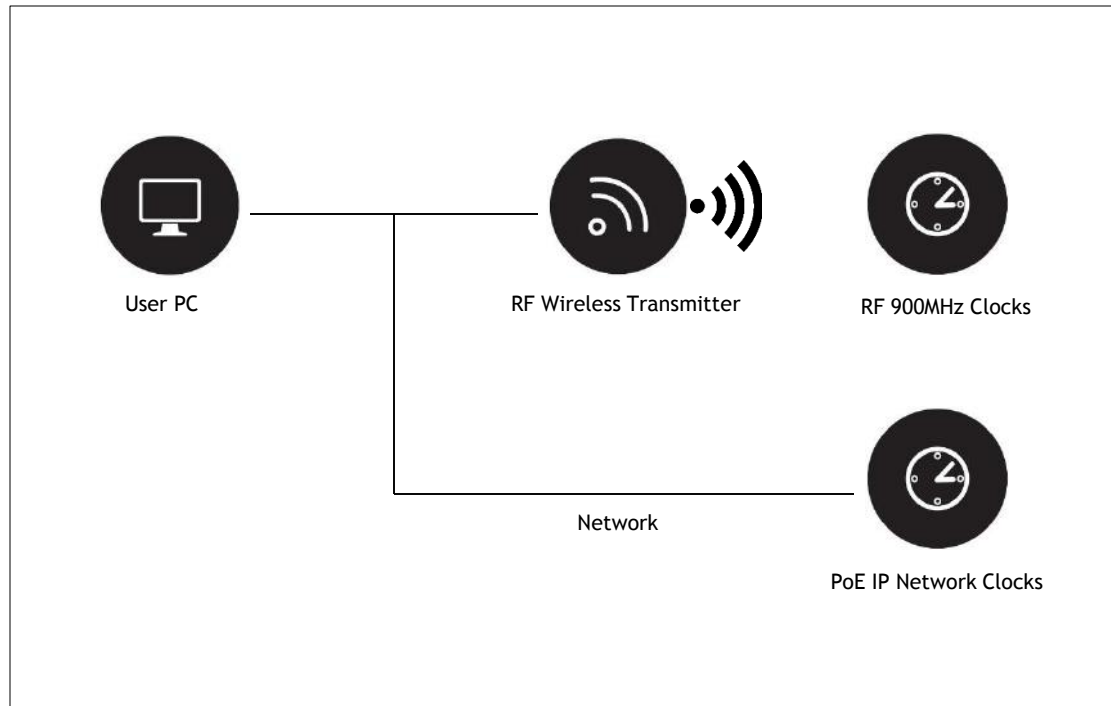 User PC
RF Wireless Transmitter
RF 900MHz Clocks
Network
PoE IP Network Clocks